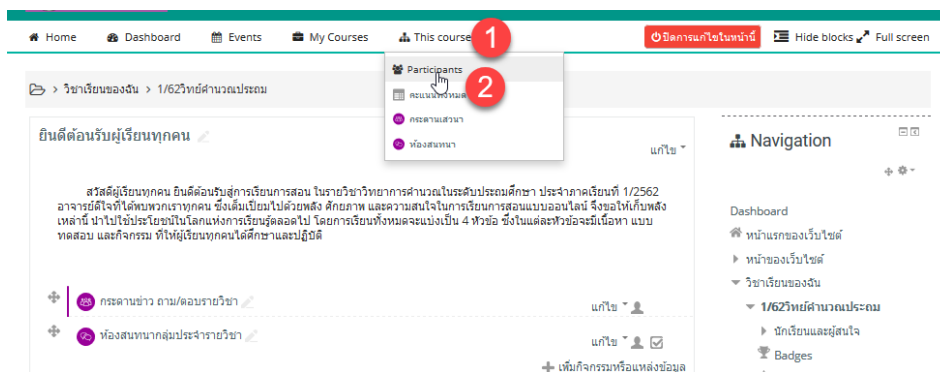 Home Dashboard Events My Courses This course 1 ปิดการแก้ไขในหน้านี้ Hide blocks Full screen
Participants
2
คะแนนทั้งหมด
กระดานเสวนา
ห้องสนทนา
> วิชาเรียนของฉัน > 1/62วิทย์คำนวณประถม
ยินดีต้อนรับผู้เรียนทุกคน
แก้ไข
สวัสดีผู้เรียนทุกคน ยินดีต้อนรับสู่การเรียนการสอน ในรายวิชาวิทยาการคำนวณในระดับประถมศึกษา ประจำภาคเรียนที่ 1/2562
อาจารย์ดีใจที่ได้พบพวกเราทุกคน ซึ่งเต็มเปี่ยมไปด้วยพลัง ศักยภาพ และความสนใจในการเรียนการสอนแบบออนไลน์ จึงขอให้เก็บพลัง
เหล่านี้ นำไปใช้ประโยชน์ในโลกแห่งการเรียนรู้ตลอดไป โดยการเรียนทั้งหมดจะแบ่งเป็น 4 หัวข้อ ซึ่งในแต่ละหัวข้อจะมีเนื้อหา แบบ
ทดสอบ และกิจกรรม ที่ให้ผู้เรียนทุกคนได้ศึกษาและปฏิบัติ
กระดานข่าว ถาม/ตอบรายวิชา
แก้ไข
ห้องสนทนากลุ่มประจำรายวิชา
แก้ไข
เพิ่มกิจกรรมหรือแหล่งข้อมูล
Navigation
Dashboard
หน้าแรกของเว็บไซต์
หน้าของเว็บไซต์
วิชาเรียนของฉัน
1/62วิทย์คำนวณประถม
นักเรียนและผู้สนใจ
Badges